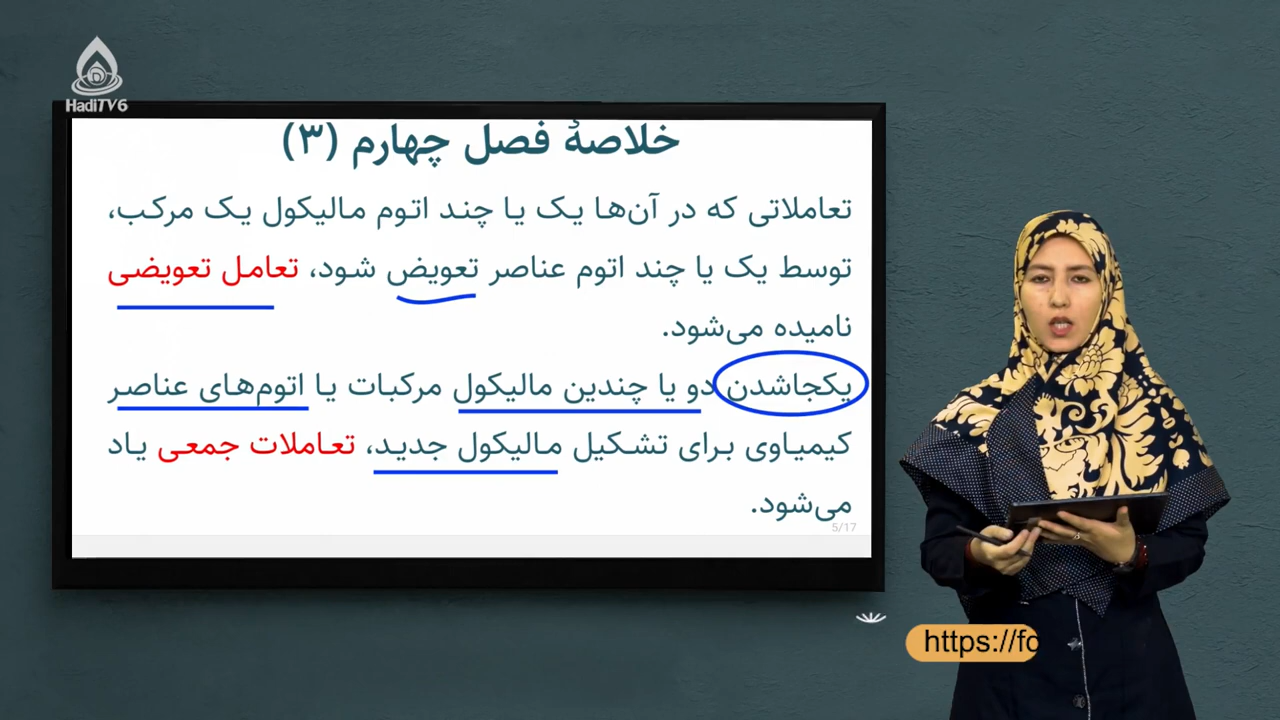 HadiTV6
خلاصهٔ فصل چهارم (۳)
تعاملاتی که در آن‌ها یک یا چند اتوم مالیکول یک مرکب،
توسط یک یا چند اتوم عناصر تعویض شود، تعامل تعویضی
نامیده می‌شود.
یکجاشدن دو یا چندین مالیکول مرکبات یا اتوم‌های عناصر
کیمیاوی برای تشکیل مالیکول جدید، تعاملات جمعی یاد
می‌شود.
5/17
https://fo